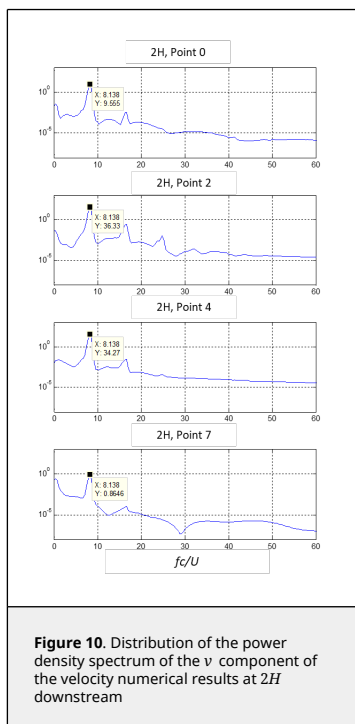 2H, Point 0
10^0
X: 8.138
Y: 9.555
10^-5
0 10 20 30 40 50 60
2H, Point 2
10^0
X: 8.138
Y: 36.33
10^-5
0 10 20 30 40 50 60
2H, Point 4
10^0
X: 8.138
Y: 34.27
10^-5
0 10 20 30 40 50 60
2H, Point 7
10^0
X: 8.138
Y: 0.8646
10^-5
0 10 20 30 40 50 60
fc/U
Figure 10. Distribution of the power
density spectrum of the v component of
the velocity numerical results at 2H
downstream